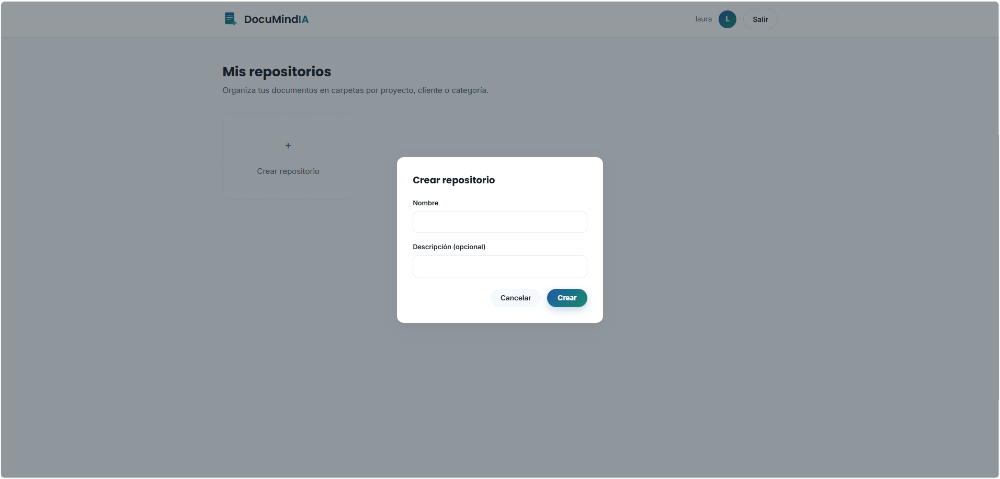 DocuMindIA
laura
L
Salir
Mis repositorios
Organiza tus documentos en carpetas por proyecto, cliente o categoría.
+
Crear repositorio
Crear repositorio
Nombre
Descripción (opcional)
Cancelar
Crear